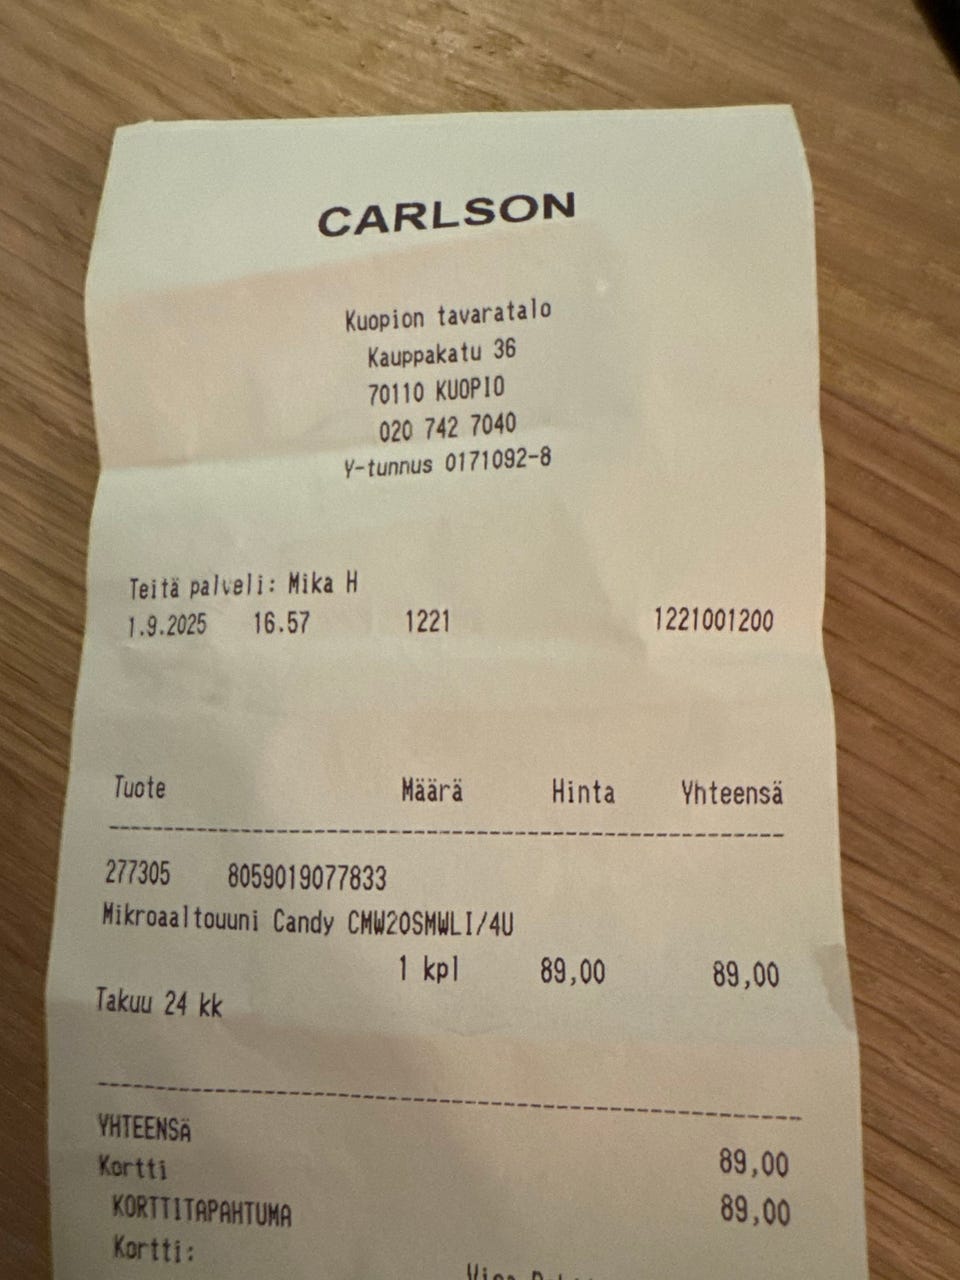 CARLSON
Kuopion tavaratalo
Kauppakatu 36
70110 KUOPIO
020 742 7040
Y-tunnus 0171092-8
Teitä palveli: Mika H
1.9.2025 16.57 1221 1221001200
Tuote Määrä Hinta Yhteensä
277305 8059019077833
Mikroaaltouuni Candy CMW20SMWLI/4U
1 kpl 89,00 89,00
Takuu 24 kk
YHTEENSÄ 89,00
Kortti 89,00
KORTTITAPAHTUMA
Kortti: